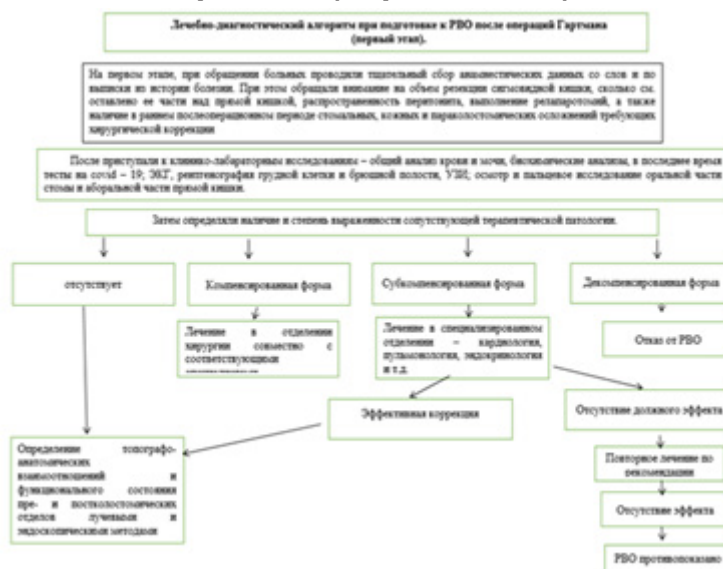 Лечебно-диагностический алгоритм при подготовке к РВО после операций Гартмана
(первый этап).
На первом этапе, при обращении больных проводили тщательный сбор анамнестических данных со слов и по
выписки из истории болезни. При этом обращали внимание на объем резекции сигмовидной кишки, сколько см.
оставлено ее части над прямой кишкой, распространенность перитонита, выполнение релапаротомий, а также
наличие в раннем послеоперационном периоде стомальных, кожных и параколостомических осложнений требующих
хирургической коррекции
После приступали к клинико-лабараторным исследованиям – общий анализ крови и мочи, биохимические анализы, в последнее время
тесты на covid – 19; ЭКГ, рентгенография грудной клетки и брюшной полости, УЗИ; осмотр и пальцевое исследование оральной части
стомы и аборальной части прямой кишки.
Затем определяли наличие и степень выраженности сопутствующей терапевтической патологии.
отсутствует
Компенсированная форма
Субкомпенсированная форма
Декомпенсированная форма
Лечение в отделении
хирургии совместно с
соответствующими
Лечение в специализированном
отделении – кардиология,
пульмонология, эндокринология
и т.д.
Отказ от РВО
Эффективная коррекция
Отсутствие должного эффекта
Определение топографо-
анатомических
взаимоотношений и
функционального состояния
пре- и постколостомических
отделов лучевыми и
эндоскопическими методами
Повторное лечение по
рекомендации
Отсутствие эффекта
РВО противопоказано